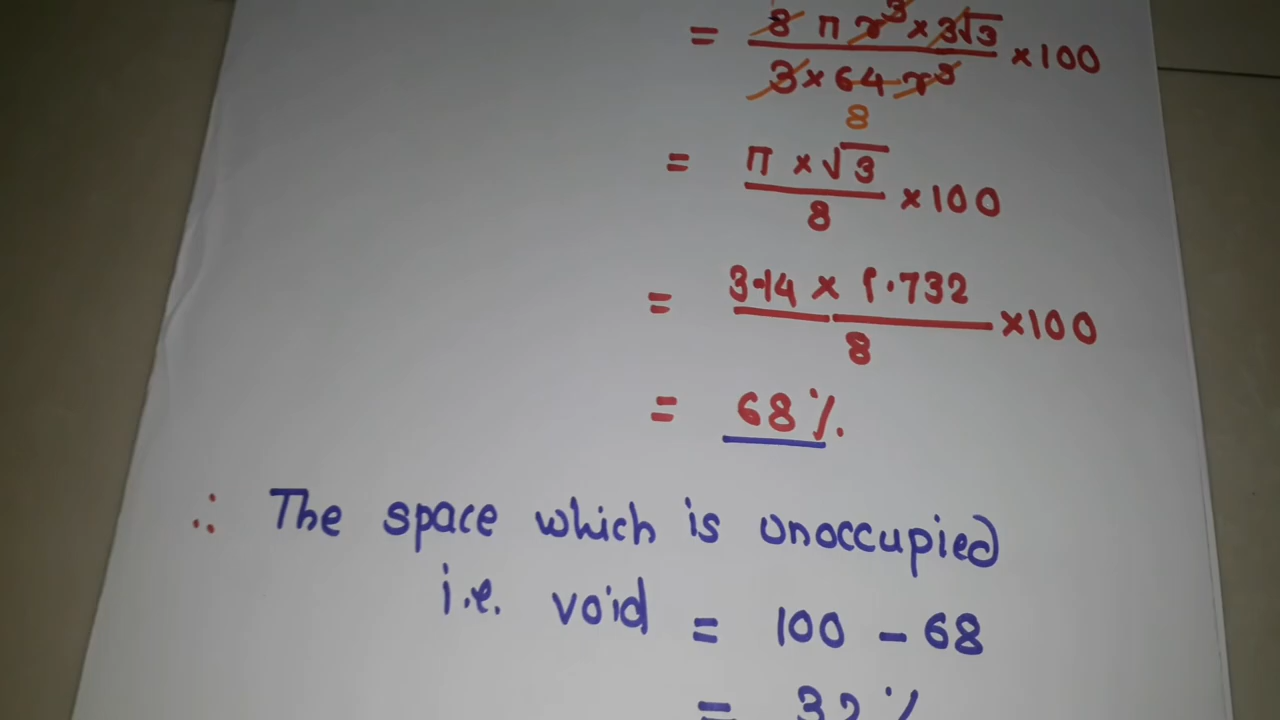 = 8 π r³ × 3√3 / 3 × 64 r³ × 100
8
= π × √3 / 8 × 100
= 3.14 × 1.732 / 8 × 100
= 68%.
∴ The space which is unoccupied
i.e. void = 100 - 68
= 32%